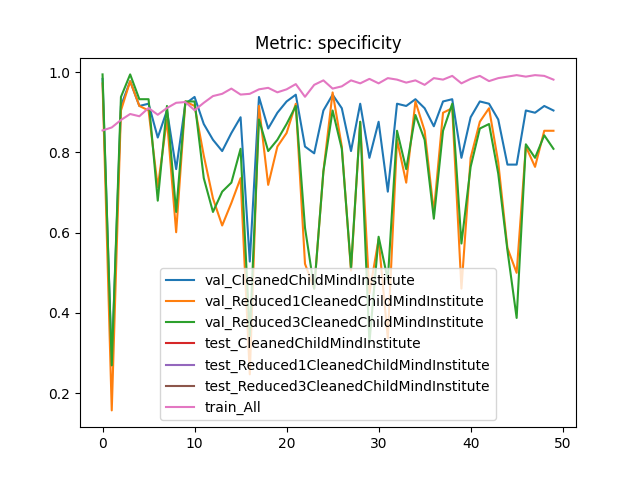 Metric: specificity
1.0
0.8
0.6
0.4
0.2
0
10
20
30
40
50
val_CleanedChildMindInstitute
val_Reduced1CleanedChildMindInstitute
val_Reduced3CleanedChildMindInstitute
test_CleanedChildMindInstitute
test_Reduced1CleanedChildMindInstitute
test_Reduced3CleanedChildMindInstitute
train_All